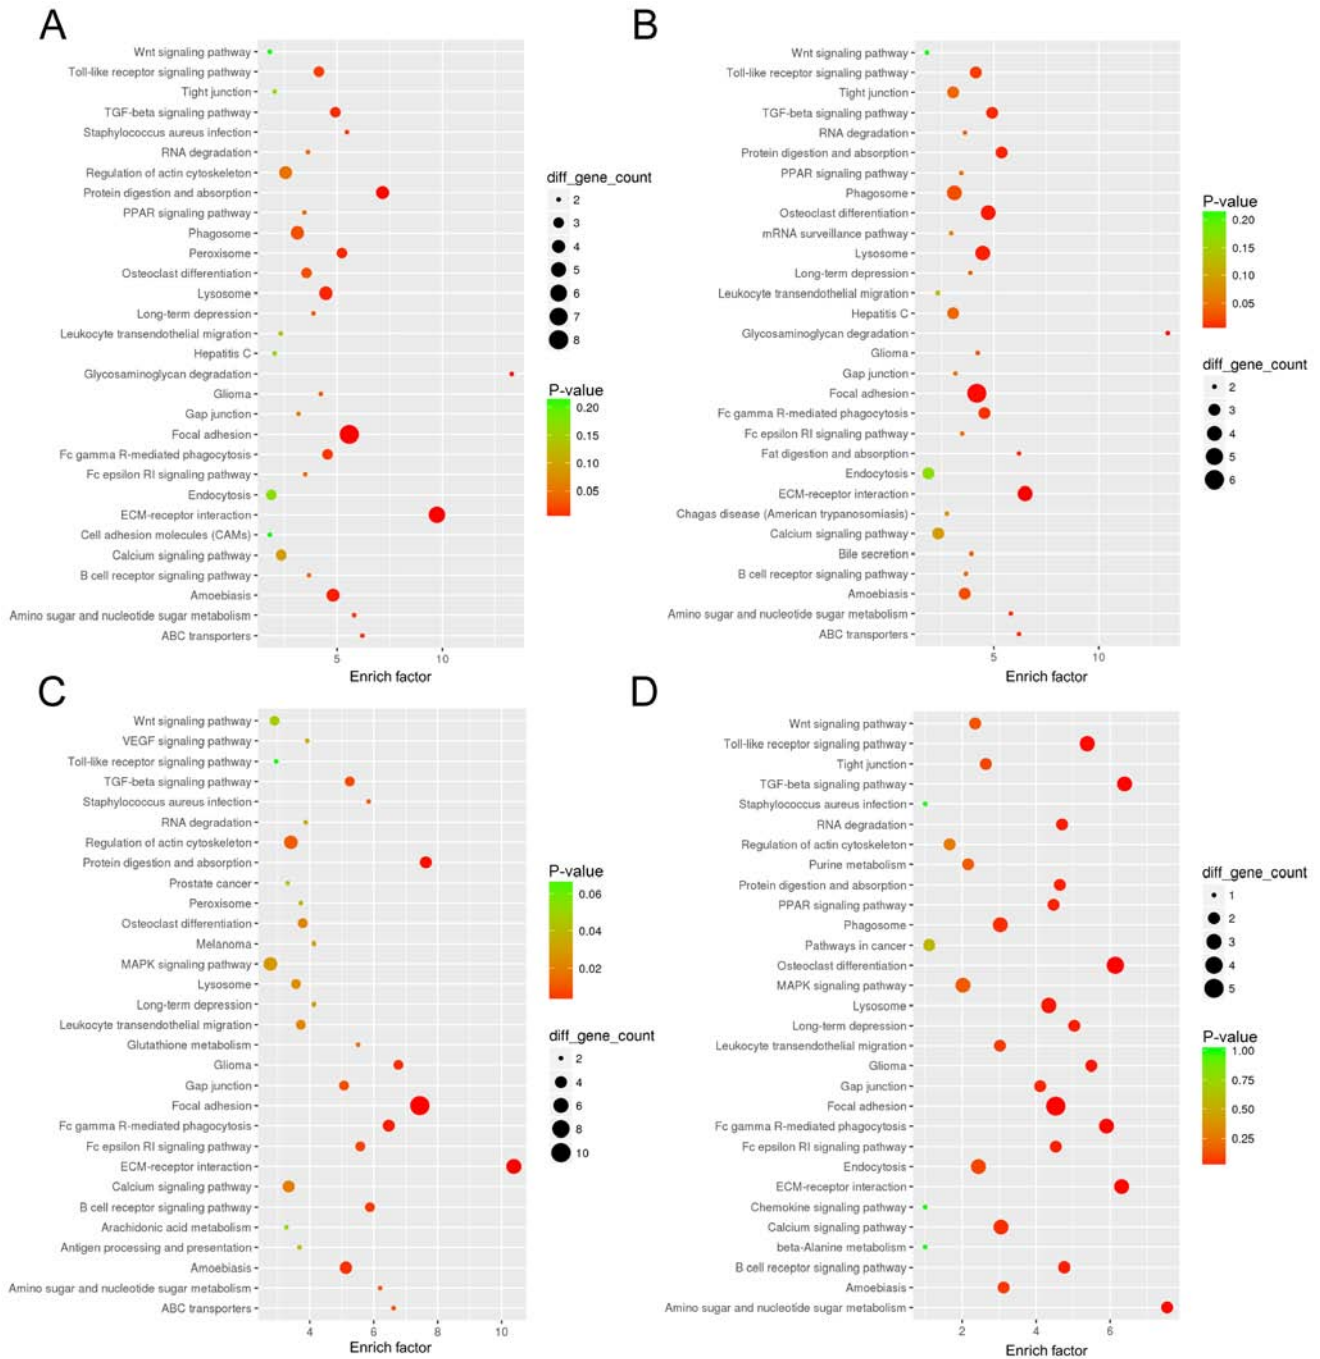 A
Wnt signaling pathway
Toll-like receptor signaling pathway
Tight junction
TGF-beta signaling pathway
Staphylococcus aureus infection
RNA degradation
Regulation of actin cytoskeleton
Protein digestion and absorption
PPAR signaling pathway
Phagosome
Peroxisome
Osteoclast differentiation
Lysosome
Long-term depression
Leukocyte transendothelial migration
Hepatitis C
Glycosaminoglycan degradation
Glioma
Gap junction
Focal adhesion
Fc gamma R-mediated phagocytosis
Fc epsilon RI signaling pathway
Endocytosis
ECM-receptor interaction
Cell adhesion molecules (CAMs)
Calcium signaling pathway
B cell receptor signaling pathway
Amoebiasis
Amino sugar and nucleotide sugar metabolism
ABC transporters
5 10
Enrich factor
diff_gene_count
2
3
4
5
6
7
8
P-value
0.20
0.15
0.10
0.05
B
Wnt signaling pathway
Toll-like receptor signaling pathway
Tight junction
TGF-beta signaling pathway
RNA degradation
Protein digestion and absorption
PPAR signaling pathway
Phagosome
Osteoclast differentiation
mRNA surveillance pathway
Lysosome
Long-term depression
Leukocyte transendothelial migration
Hepatitis C
Glycosaminoglycan degradation
Glioma
Gap junction
Focal adhesion
Fc gamma R-mediated phagocytosis
Fc epsilon RI signaling pathway
Fat digestion and absorption
Endocytosis
ECM-receptor interaction
Chagas disease (American trypanosomiasis)
Calcium signaling pathway
Bile secretion
B cell receptor signaling pathway
Amoebiasis
Amino sugar and nucleotide sugar metabolism
ABC transporters
5 10
Enrich factor
P-value
0.20
0.15
0.10
0.05
diff_gene_count
2
3
4
5
6
C
Wnt signaling pathway
VEGF signaling pathway
Toll-like receptor signaling pathway
TGF-beta signaling pathway
Staphylococcus aureus infection
RNA degradation
Regulation of actin cytoskeleton
Protein digestion and absorption
Prostate cancer
Peroxisome
Osteoclast differentiation
Melanoma
MAPK signaling pathway
Lysosome
Long-term depression
Leukocyte transendothelial migration
Glutathione metabolism
Glioma
Gap junction
Focal adhesion
Fc gamma R-mediated phagocytosis
Fc epsilon RI signaling pathway
ECM-receptor interaction
Calcium signaling pathway
B cell receptor signaling pathway
Arachidonic acid metabolism
Antigen processing and presentation
Amoebiasis
Amino sugar and nucleotide sugar metabolism
ABC transporters
4 6 8 10
Enrich factor
P-value
0.06
0.04
0.02
diff_gene_count
2
4
6
8
10
D
Wnt signaling pathway
Toll-like receptor signaling pathway
Tight junction
TGF-beta signaling pathway
Staphylococcus aureus infection
RNA degradation
Regulation of actin cytoskeleton
Purine metabolism
Protein digestion and absorption
PPAR signaling pathway
Phagosome
Pathways in cancer
Osteoclast differentiation
MAPK signaling pathway
Lysosome
Long-term depression
Leukocyte transendothelial migration
Glioma
Gap junction
Focal adhesion
Fc gamma R-mediated phagocytosis
Fc epsilon RI signaling pathway
Endocytosis
ECM-receptor interaction
Chemokine signaling pathway
Calcium signaling pathway
beta-Alanine metabolism
B cell receptor signaling pathway
Amoebiasis
Amino sugar and nucleotide sugar metabolism
2 4 6
Enrich factor
diff_gene_count
1
2
3
4
5
P-value
1.00
0.75
0.50
0.25